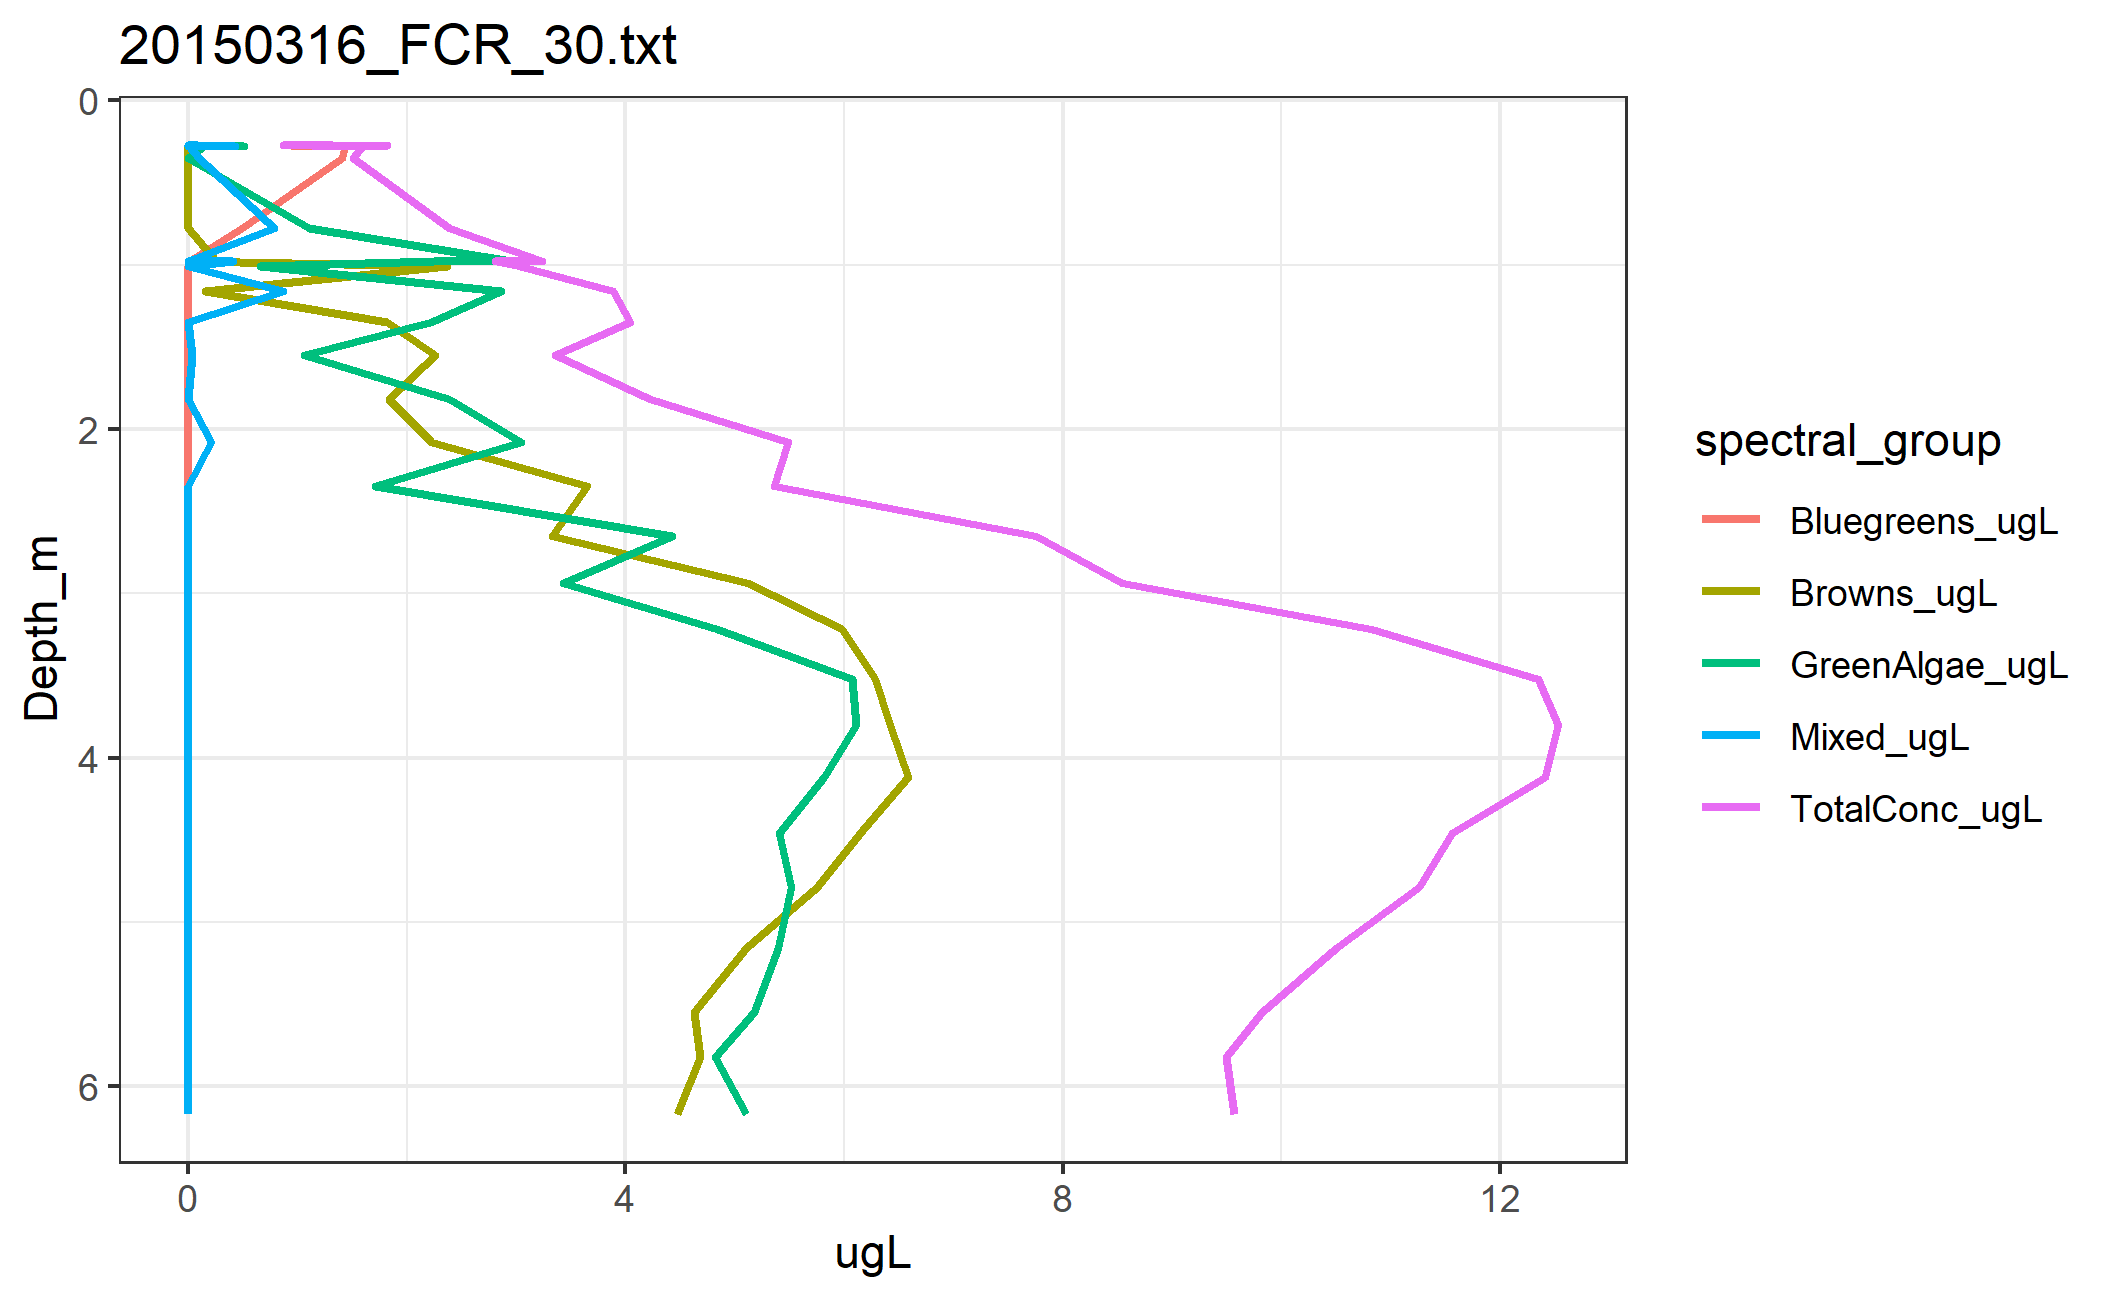 20150316_FCR_30.txt
0
2
4
6
Depth_m
0
4
8
12
ugL
spectral_group
Bluegreens_ugL
Browns_ugL
GreenAlgae_ugL
Mixed_ugL
TotalConc_ugL